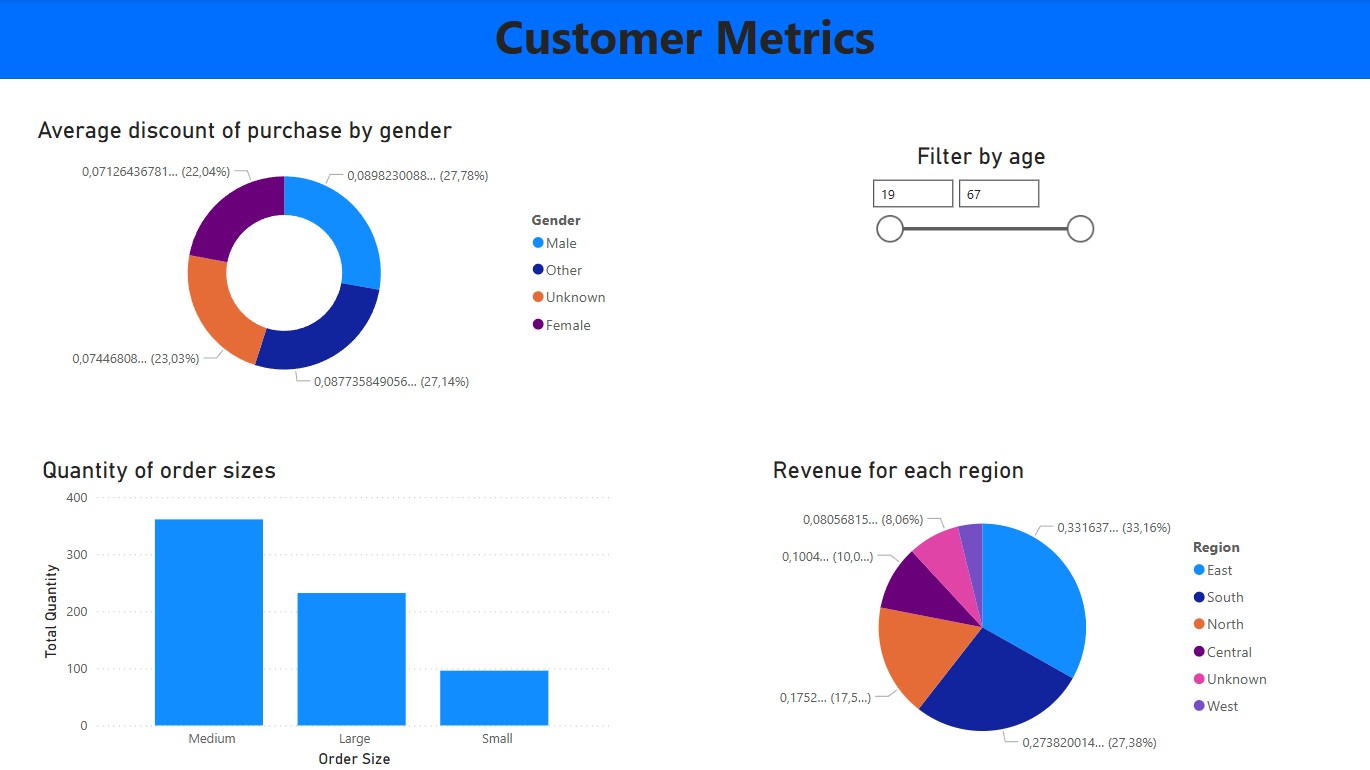 Customer Metrics
Average discount of purchase by gender
0,07126436781... (22,04%)
0,0898230088... (27,78%)
0,07446808... (23,03%)
0,087735849056... (27,14%)
Gender
Male
Other
Unknown
Female
Filter by age
19
67
Quantity of order sizes
Total Quantity
400
300
200
100
0
Medium
Large
Small
Order Size
Revenue for each region
0,08056815... (8,06%)
0,331637... (33,16%)
0,1004... (10,0...)
0,1752... (17,5...)
0,273820014... (27,38%)
Region
East
South
North
Central
Unknown
West